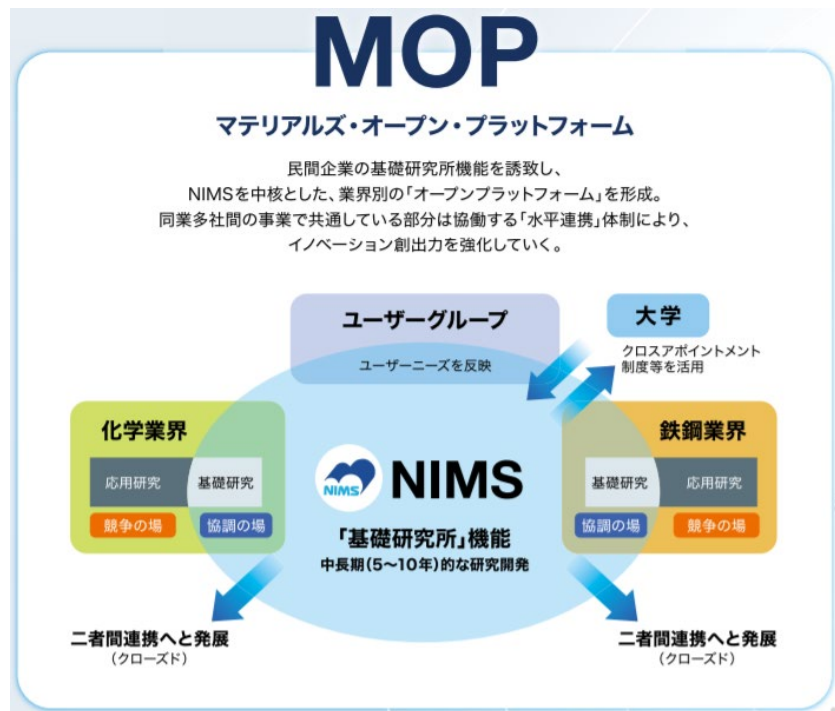 MOP
マテリアルズ・オープン・プラットフォーム
民間企業の基礎研究所機能を誘致し、
NIMSを中核とした、業界別の「オープンプラットフォーム」を形成。
同業多社間の事業で共通している部分は協働する「水平連携」体制により、
イノベーション創出力を強化していく。
ユーザーグループ
ユーザーニーズを反映
大学
クロスアポイントメント
制度等を活用
化学業界
応用研究
基礎研究
競争の場
協調の場
NIMS
NIMS
「基礎研究所」機能
中長期(5〜10年)的な研究開発
鉄鋼業界
基礎研究
応用研究
協調の場
競争の場
二者間連携へと発展
(クローズド)
二者間連携へと発展
(クローズド)